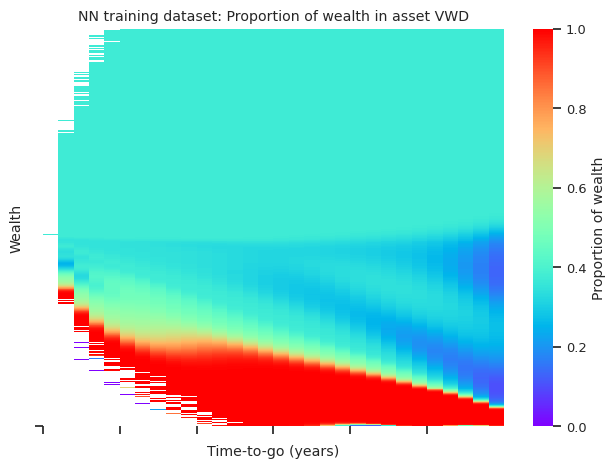 NN training dataset: Proportion of wealth in asset VWD
Wealth
Time-to-go (years)
1.0
0.8
0.6
0.4
0.2
0.0
Proportion of wealth